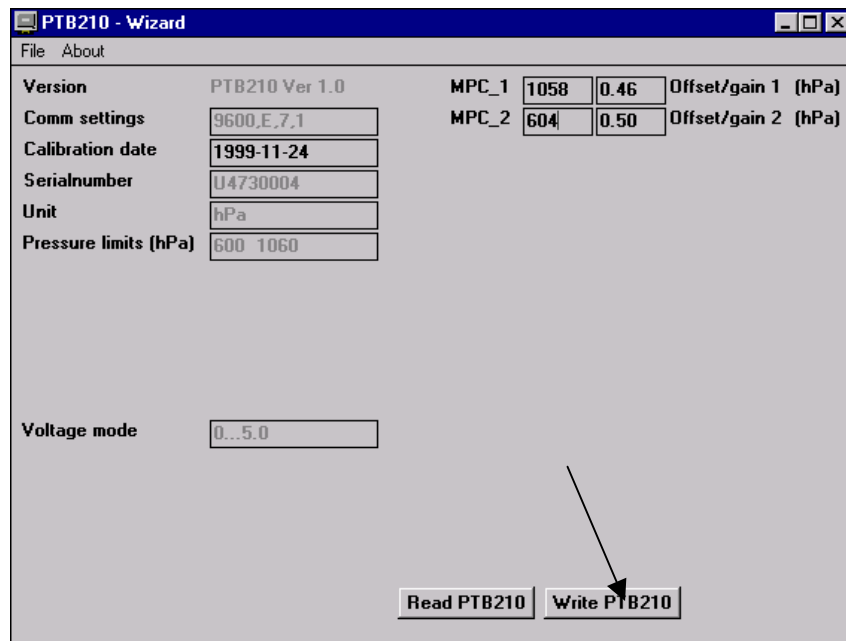 PTB210 - Wizard
File About
Version PTB210 Ver 1.0 MPC_1 1058 0.46 Offset/gain 1 (hPa)
Comm settings 9600,E,7,1 MPC_2 604 0.50 Offset/gain 2 (hPa)
Calibration date 1999-11-24
Serialnumber U4730004
Unit hPa
Pressure limits (hPa) 600 1060
Voltage mode 0...5.0
Read PTB210 Write PTB210